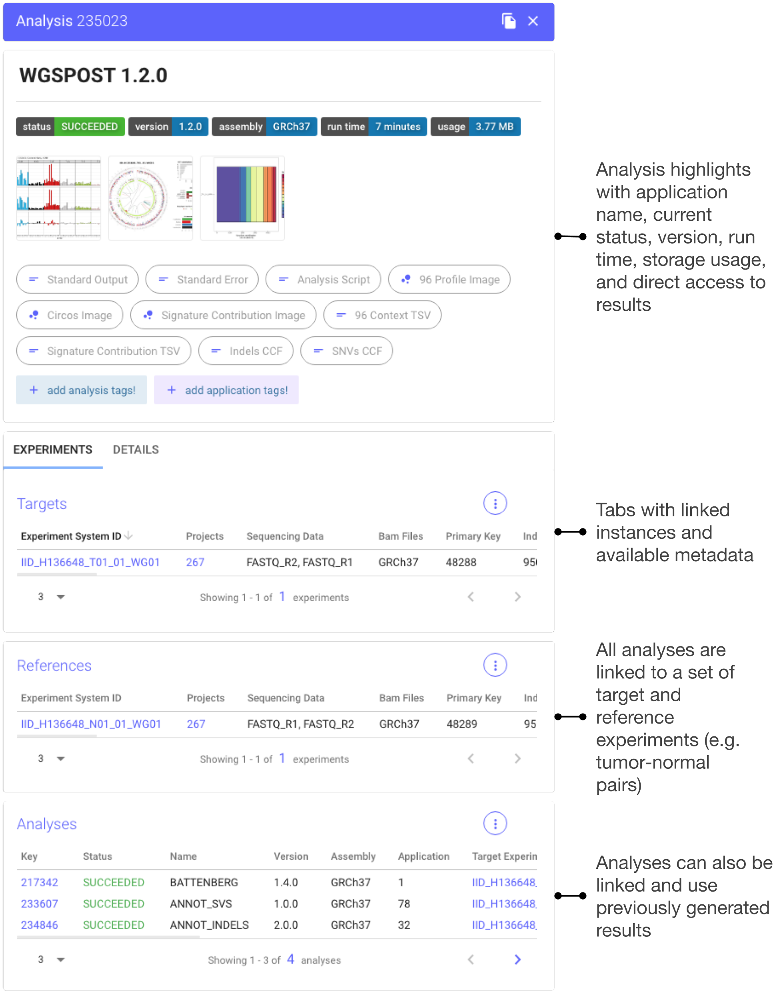 Analysis 235023
WGSPOST 1.2.0
status SUCCEEDED version 1.2.0 assembly GRCh37 run time 7 minutes usage 3.77 MB
Standard Output Standard Error Analysis Script 96 Profile Image
Circos Image Signature Contribution Image 96 Context TSV
Signature Contribution TSV Indels CCF SNVs CCF
+ add analysis tags! + add application tags!
Analysis highlights
with application
name, current
status, version, run
time, storage usage,
and direct access to
results
EXPERIMENTS DETAILS
Targets
Experiment System ID Projects Sequencing Data Bam Files Primary Key Ind
IID_H136648_T01_01_WG01 267 FASTQ_R2, FASTQ_R1 GRCh37 48288 950
3 Showing 1 - 1 of 1 experiments
Tabs with linked
instances and
available metadata
References
Experiment System ID Projects Sequencing Data Bam Files Primary Key Ind
IID_H136648_N01_01_WG01 267 FASTQ_R1, FASTQ_R2 GRCh37 48289 95
3 Showing 1 - 1 of 1 experiments
All analyses are
linked to a set of
target and
reference
experiments (e.g.
tumor-normal
pairs)
Analyses
Key Status Name Version Assembly Application Target Experim
217342 SUCCEEDED BATTENBERG 1.4.0 GRCh37 1 IID_H136648_
233607 SUCCEEDED ANNOT_SVS 1.0.0 GRCh37 78 IID_H136648_
234846 SUCCEEDED ANNOT_INDELS 2.0.0 GRCh37 32 IID_H136648_
3 Showing 1 - 3 of 4 analyses
Analyses can also be
linked and use
previously generated
results